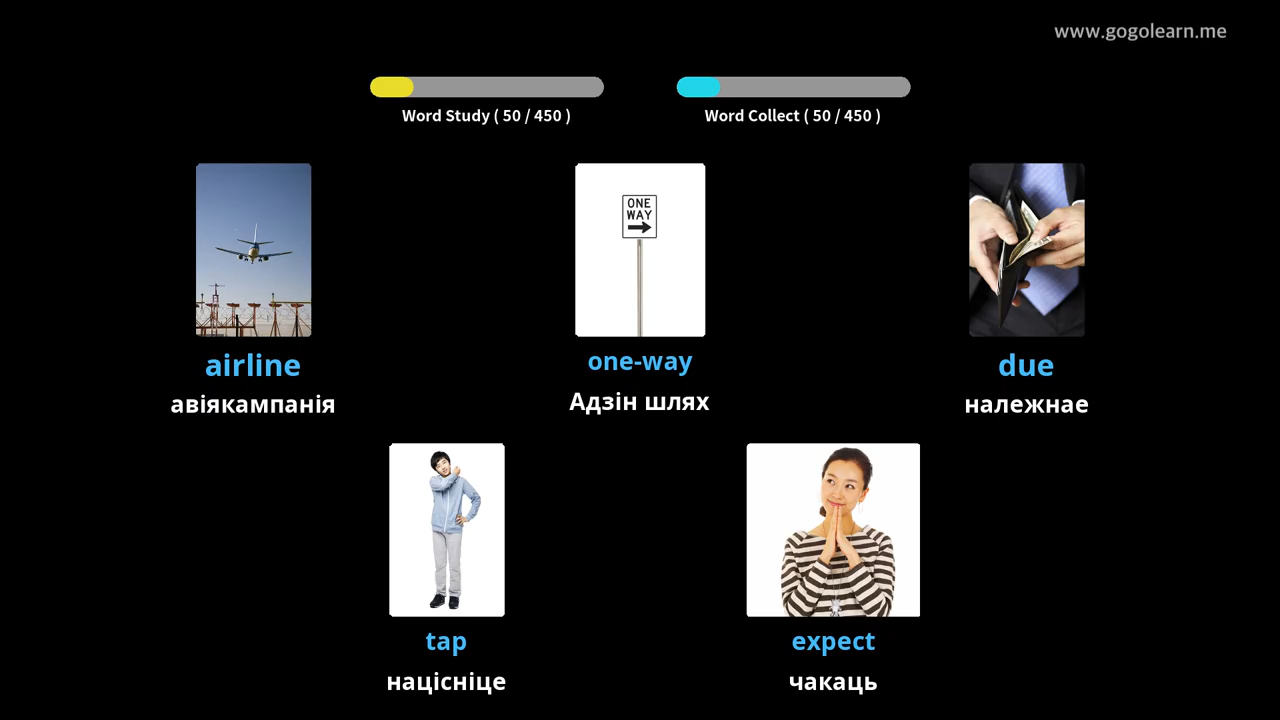 www.gogolearn.me
Word Study ( 50 / 450 )
Word Collect ( 50 / 450 )
ONE
WAY
airline
авіякампанія
one-way
Адзін шлях
due
належнае
tap
націсніце
expect
чакаць